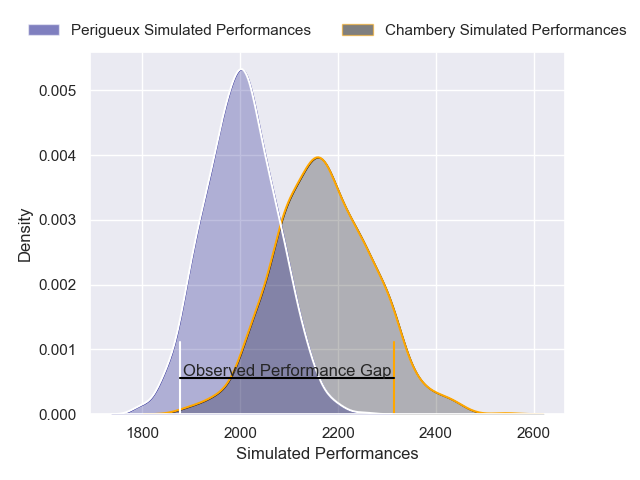 Perigueux Simulated Performances
Chambery Simulated Performances
0.005
0.004
0.003
0.002
0.001
0.000
Density
Observed Performance Gap
1800
2000
2200
2400
2600
Simulated Performances